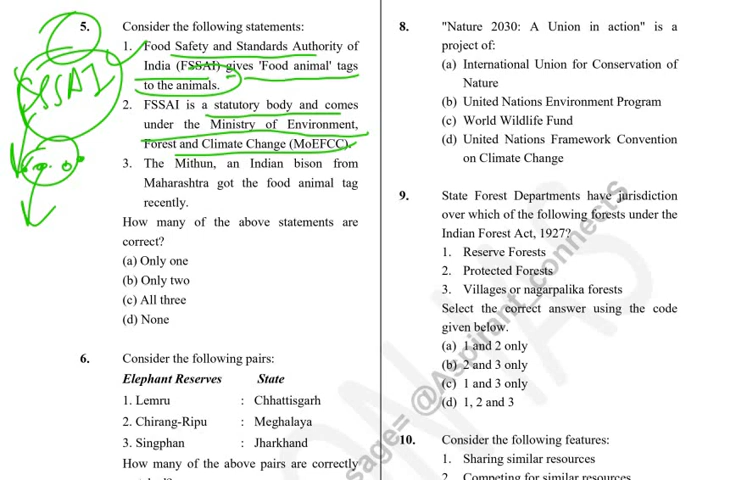 5. Consider the following statements:
1. Food Safety and Standards Authority of
India (FSSAI) gives 'Food animal' tags
to the animals.
2. FSSAI is a statutory body and comes
under the Ministry of Environment,
Forest and Climate Change (MoEFCC).
3. The Mithun, an Indian bison from
Maharashtra got the food animal tag
recently.
How many of the above statements are
correct?
(a) Only one
(b) Only two
(c) All three
(d) None
6. Consider the following pairs:
Elephant Reserves State
1. Lemru : Chhattisgarh
2. Chirang-Ripu : Meghalaya
3. Singphan : Jharkhand
How many of the above pairs are correctly
FSSAI
8. "Nature 2030: A Union in action" is a
project of:
(a) International Union for Conservation of
Nature
(b) United Nations Environment Program
(c) World Wildlife Fund
(d) United Nations Framework Convention
on Climate Change
9. State Forest Departments have jurisdiction
over which of the following forests under the
Indian Forest Act, 1927?
1. Reserve Forests
2. Protected Forests
3. Villages or nagarpalika forests
Select the correct answer using the code
given below.
(a) 1 and 2 only
(b) 2 and 3 only
(c) 1 and 3 only
(d) 1, 2 and 3
10. Consider the following features:
1. Sharing similar resources
2. Competing for similar resources
sage= @Aspirant_connects